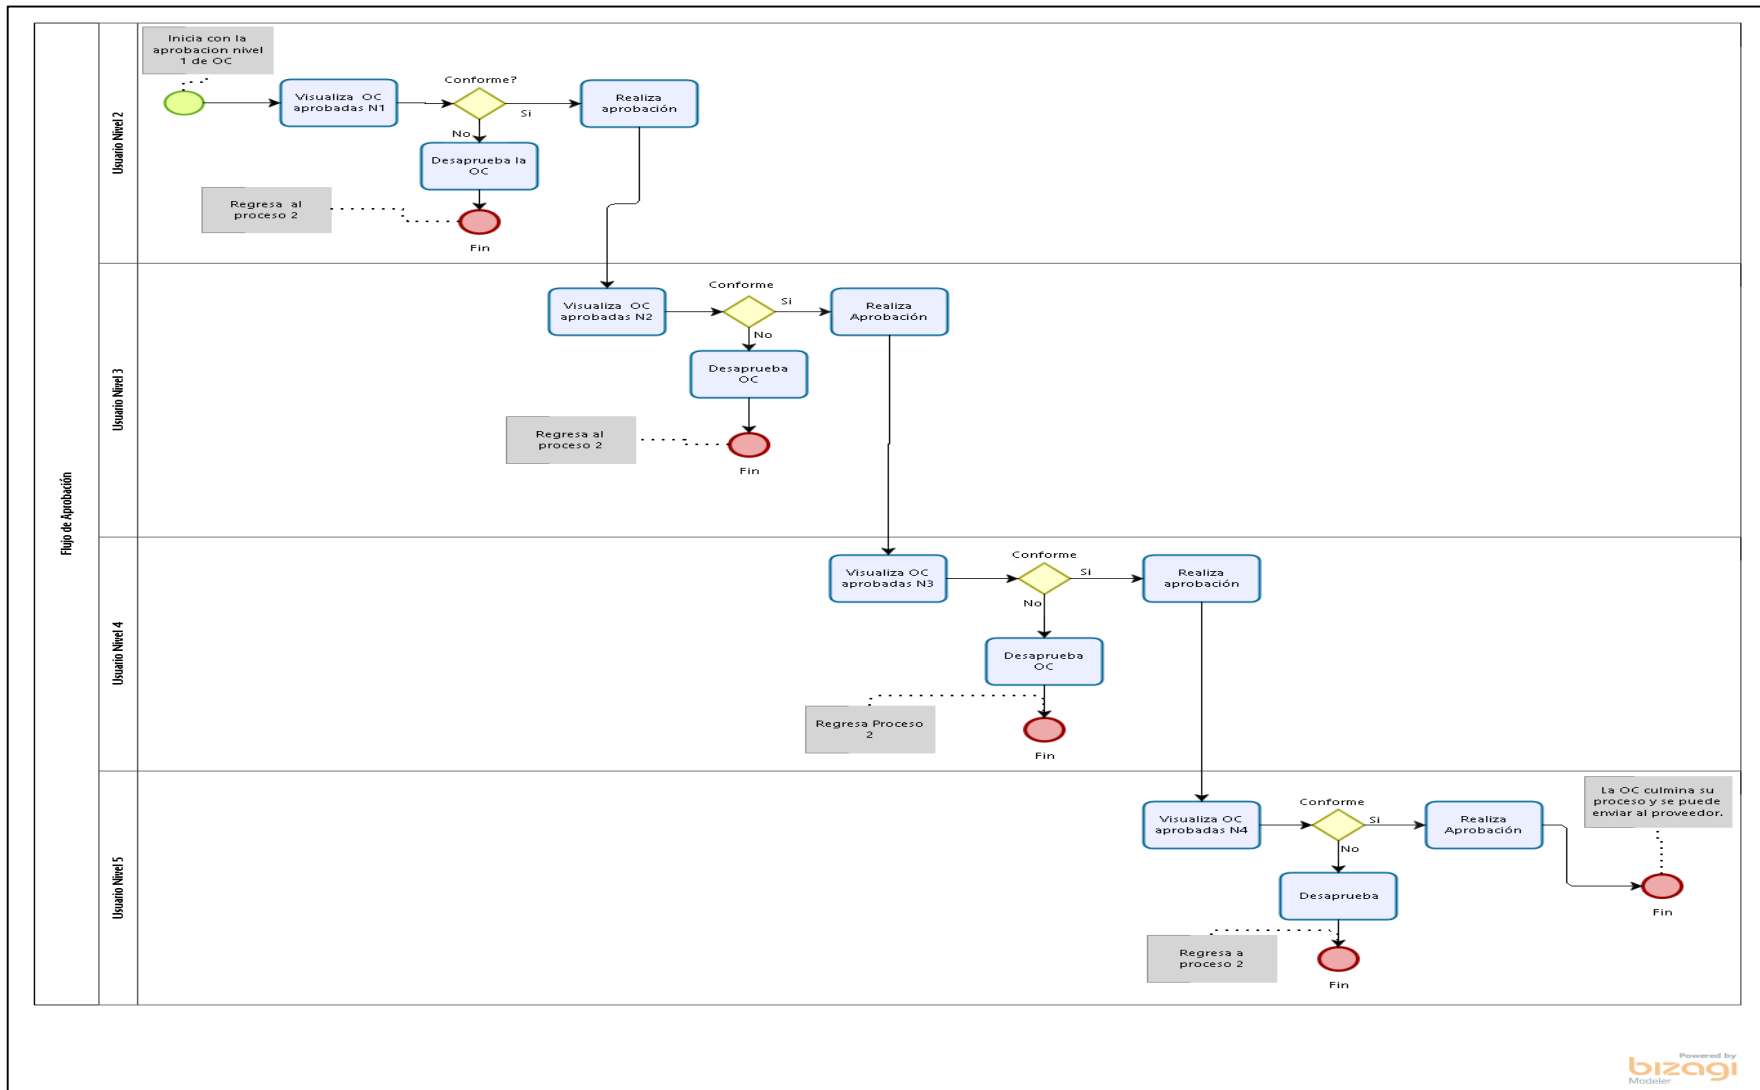 Flujo de Aprobación
Usuario Nivel 2
Inicia con la
aprobacion nivel
1 de OC
Visualiza OC
aprobadas N1
Conforme?
Si
No
Realiza
aprobación
Desaprueba la
OC
Regresa al
proceso 2
Fin
Usuario Nivel 3
Visualiza OC
aprobadas N2
Conforme
Si
No
Realiza
Aprobación
Desaprueba
OC
Regresa al
proceso 2
Fin
Usuario Nivel 4
Visualiza OC
aprobadas N3
Conforme
Si
No
Realiza
aprobación
Desaprueba
OC
Regresa Proceso
2
Fin
Usuario Nivel 5
Visualiza OC
aprobadas N4
Conforme
Si
No
Realiza
Aprobación
La OC culmina su
proceso y se puede
enviar al proveedor.
Fin
Desaprueba
Regresa a
proceso 2
Fin
Powered by
bizagi
Modeler